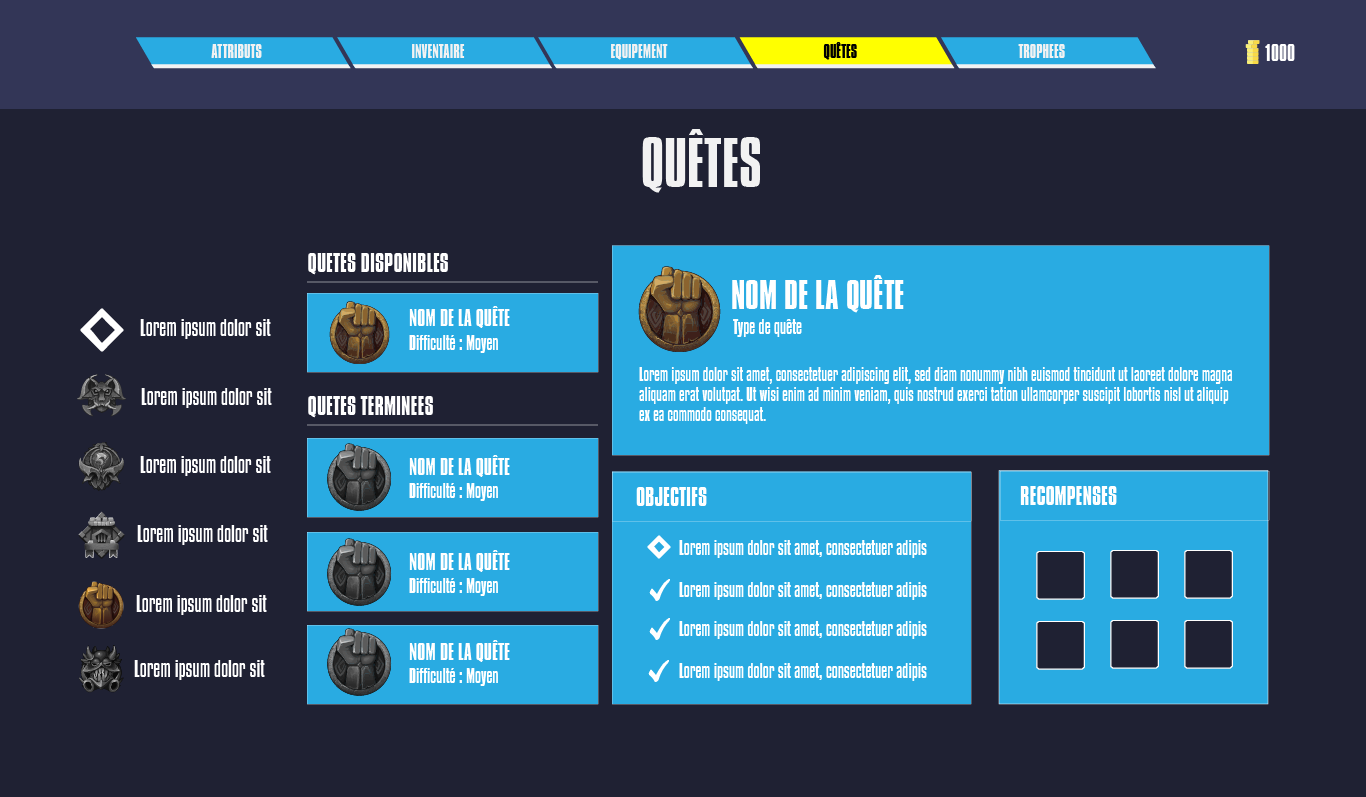 ATTRIBUTS
INVENTAIRE
EQUIPEMENT
QUÊTES
TROPHEES
1000
QUÊTES
Lorem ipsum dolor sit
Lorem ipsum dolor sit
Lorem ipsum dolor sit
Lorem ipsum dolor sit
Lorem ipsum dolor sit
Lorem ipsum dolor sit
QUETES DISPONIBLES
NOM DE LA QUÊTE
Difficulté : Moyen
QUETES TERMINEES
NOM DE LA QUÊTE
Difficulté : Moyen
NOM DE LA QUÊTE
Difficulté : Moyen
NOM DE LA QUÊTE
Difficulté : Moyen
NOM DE LA QUÊTE
Type de quête
Lorem ipsum dolor sit amet, consectetuer adipiscing elit, sed diam nonummy nibh euismod tincidunt ut laoreet dolore magna
aliquam erat volutpat. Ut wisi enim ad minim veniam, quis nostrud exerci tation ullamcorper suscipit lobortis nisl ut aliquip
ex ea commodo consequat.
OBJECTIFS
Lorem ipsum dolor sit amet, consectetuer adipis
Lorem ipsum dolor sit amet, consectetuer adipis
Lorem ipsum dolor sit amet, consectetuer adipis
Lorem ipsum dolor sit amet, consectetuer adipis
RECOMPENSES